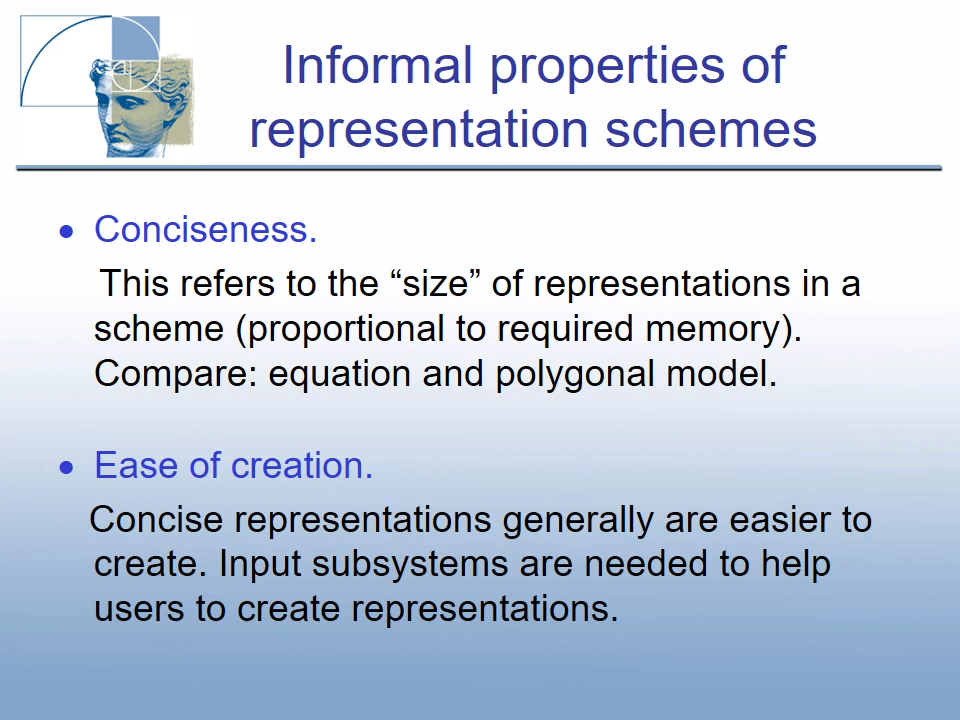 Informal properties of
representation schemes
• Conciseness.
This refers to the “size” of representations in a
scheme (proportional to required memory).
Compare: equation and polygonal model.
• Ease of creation.
Concise representations generally are easier to
create. Input subsystems are needed to help
users to create representations.